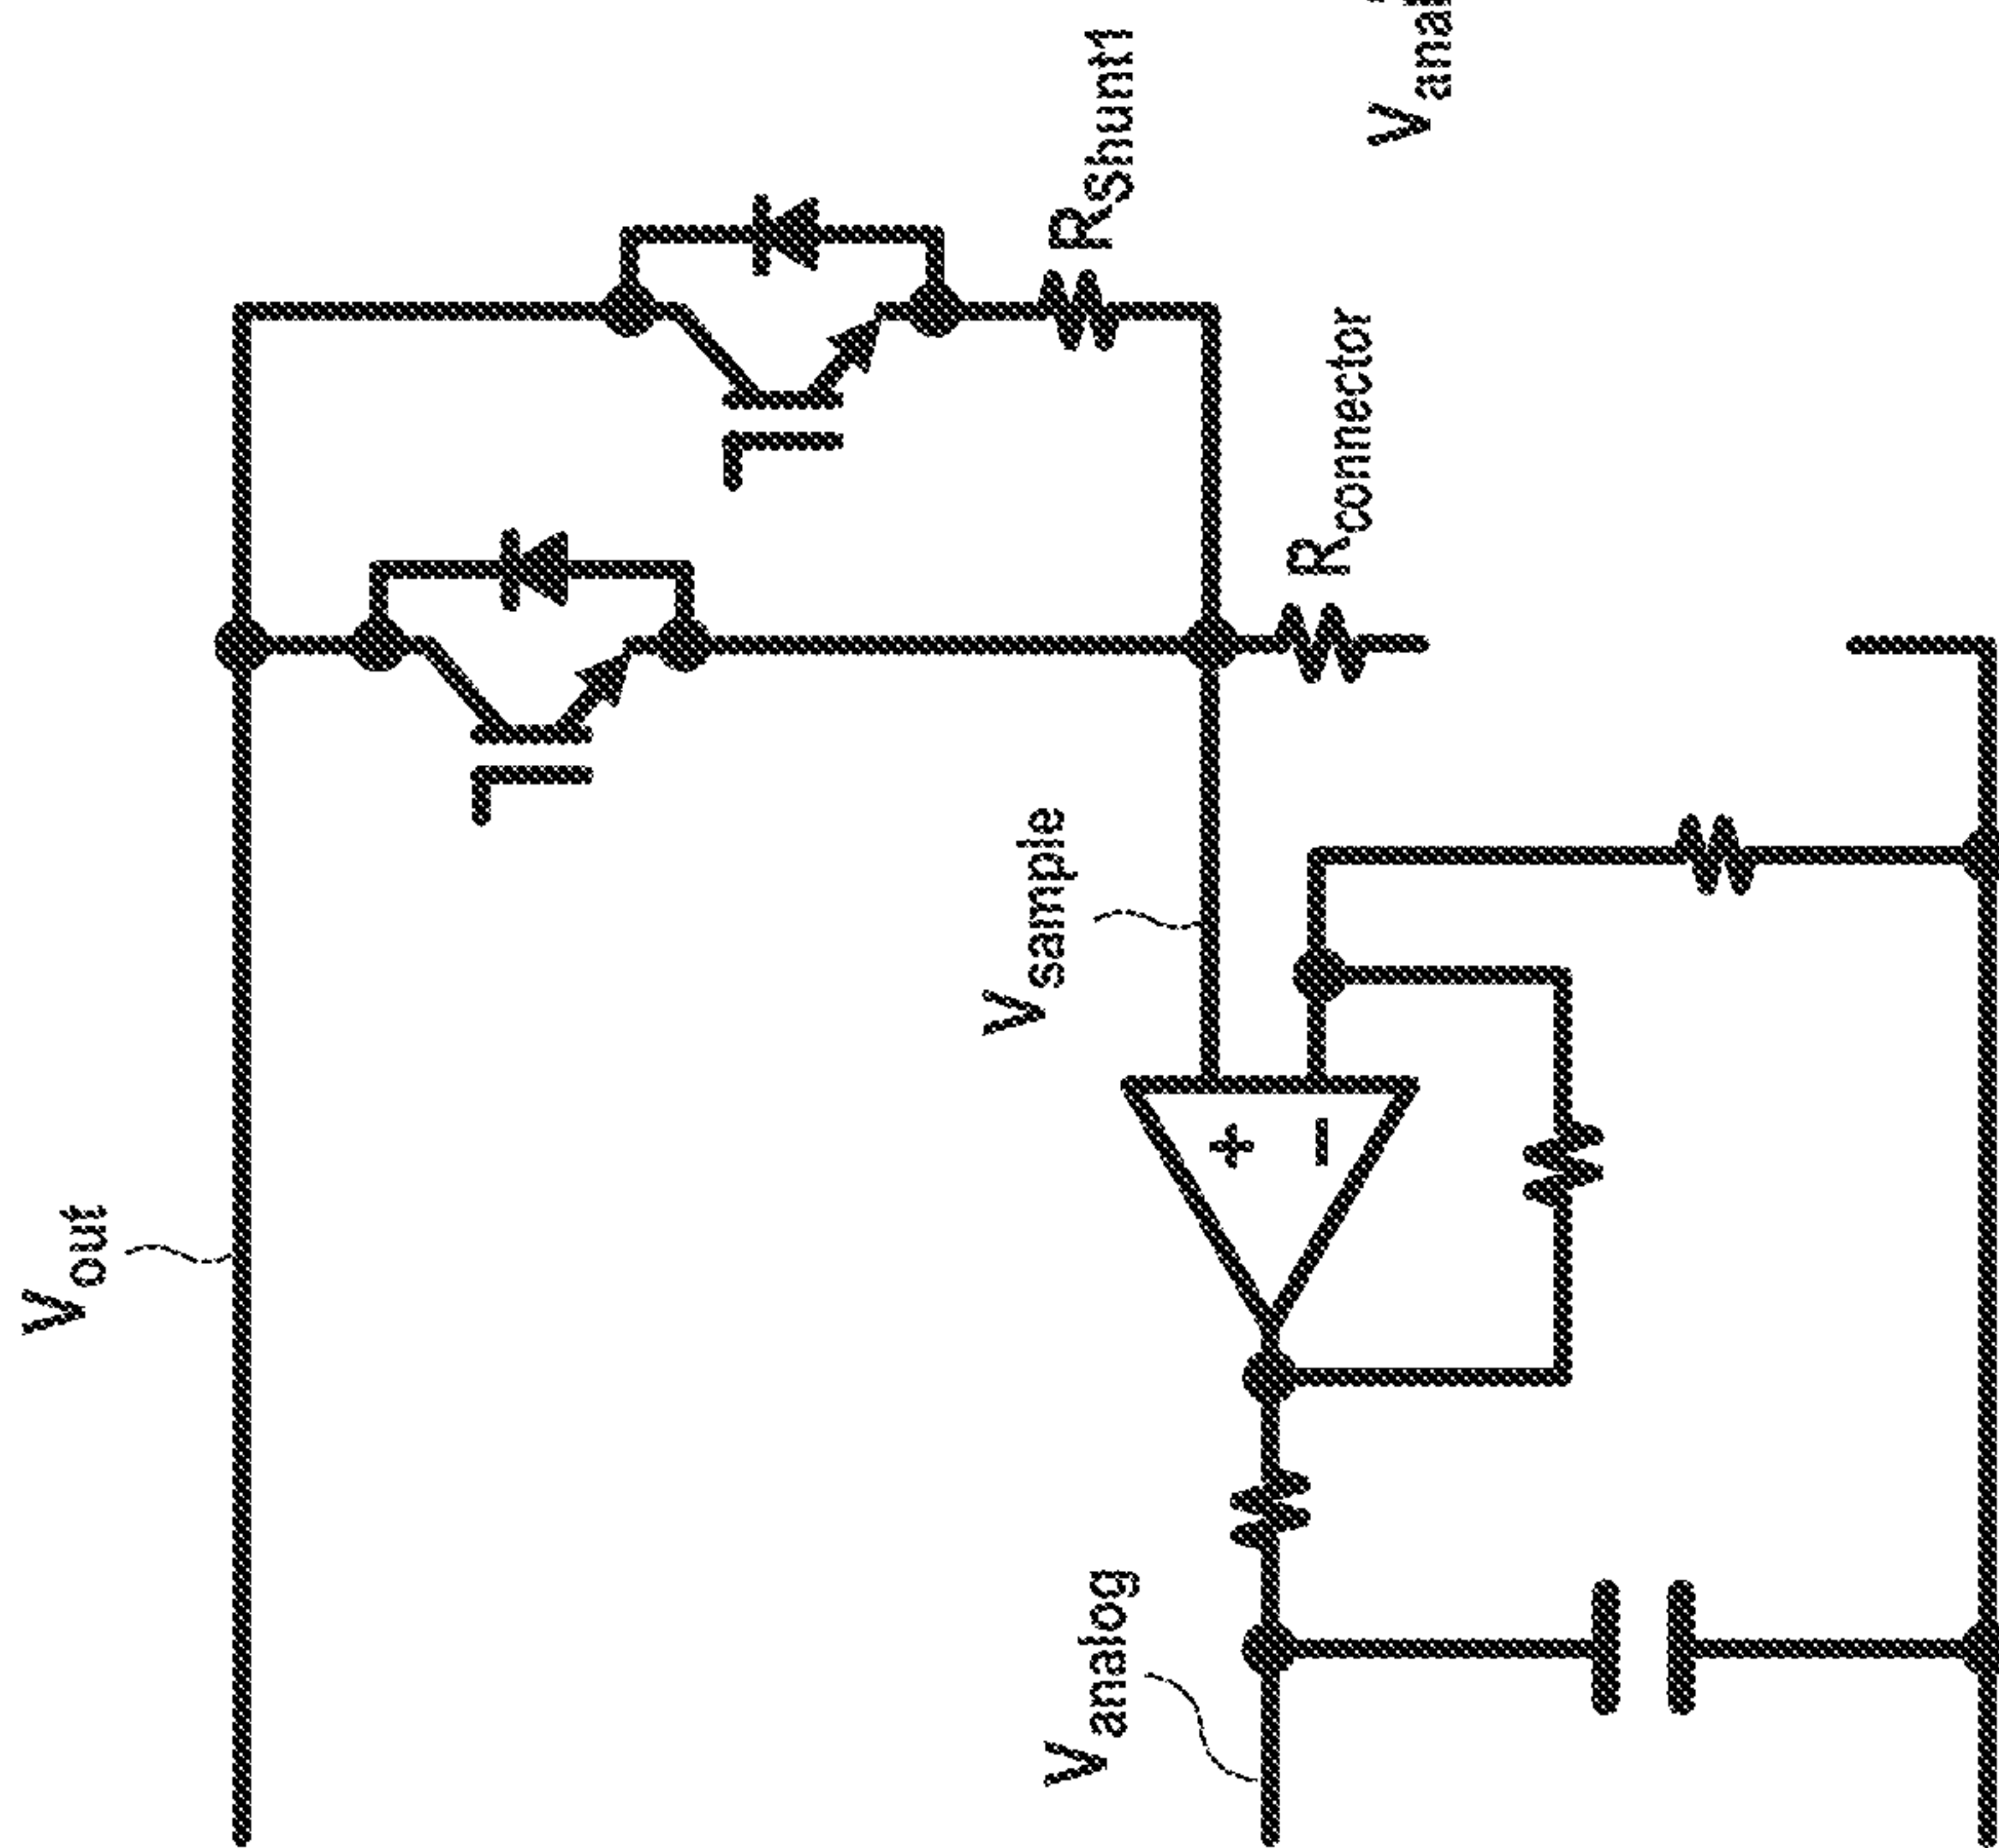 Vout
Vanalog
Vsample
Rconnector
Rshunt1
+
−